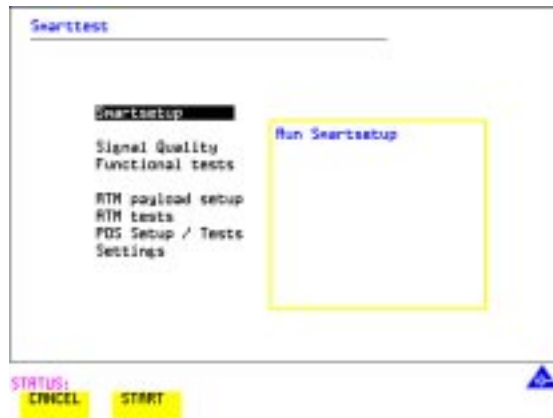 Smarttest
Smartsetup
Run Smartsetup
Signal Quality
Functional tests
ATM payload setup
ATM tests
POS Setup / Tests
Settings
STATUS:
CANCEL START